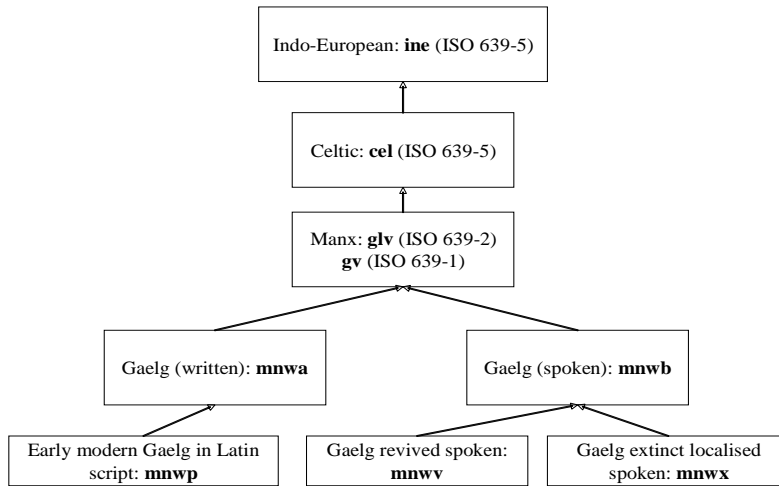 Indo-European: ine (ISO 639-5)
Celtic: cel (ISO 639-5)
Manx: glv (ISO 639-2)
gv (ISO 639-1)
Gaelg (written): mnwa
Gaelg (spoken): mnwb
Early modern Gaelg in Latin
script: mnwp
Gaelg revived spoken:
mnwv
Gaelg extinct localised
spoken: mnwx